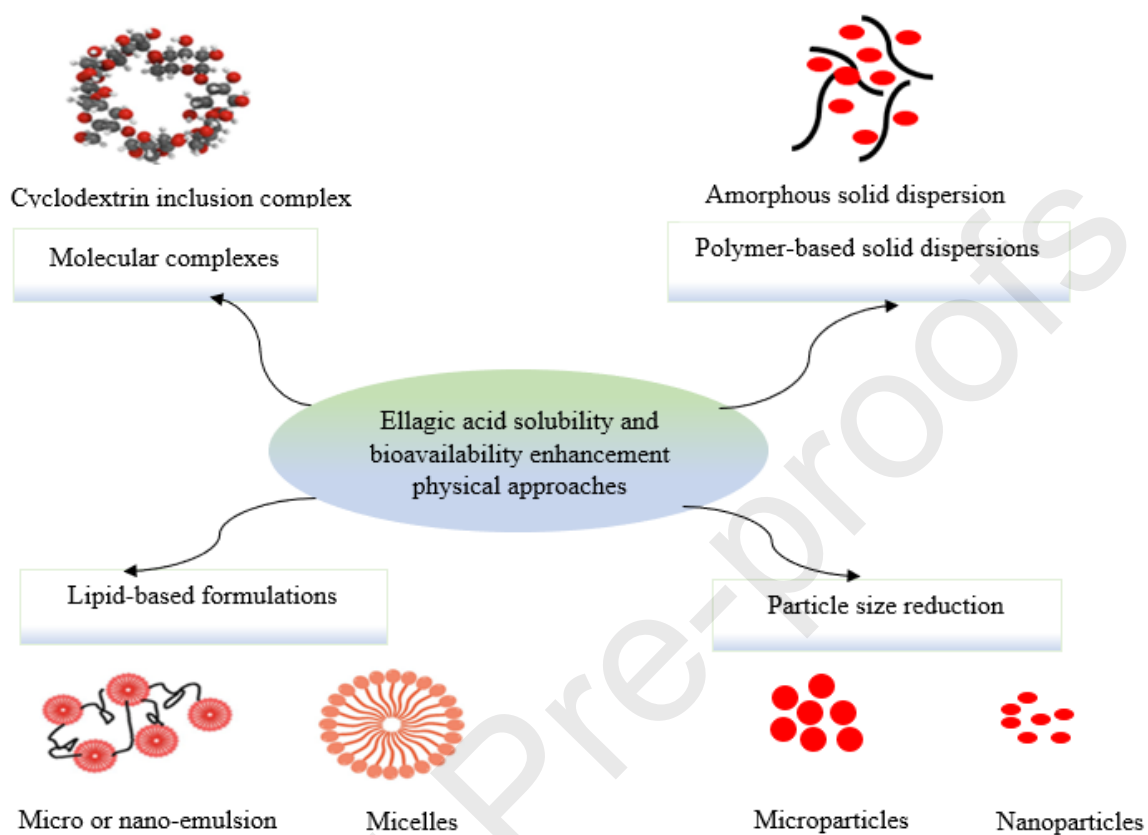 Cyclodextrin inclusion complex
Amorphous solid dispersion
Molecular complexes
Polymer-based solid dispersions
Ellagic acid solubility and
bioavailability enhancement
physical approaches
Lipid-based formulations
Particle size reduction
Micro or nano-emulsion
Micelles
Microparticles
Nanoparticles
Pre-proofs